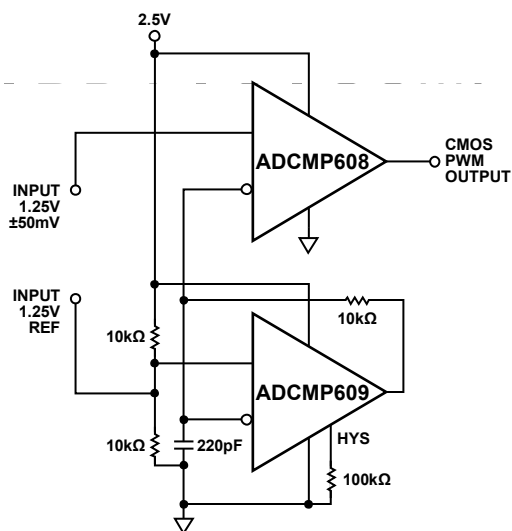 2.5V
ADCMP608
CMOS
PWM
OUTPUT
INPUT
1.25V
±50mV
INPUT
1.25V
REF
10kΩ
10kΩ
ADCMP609
10kΩ
220pF
HYS
100kΩ